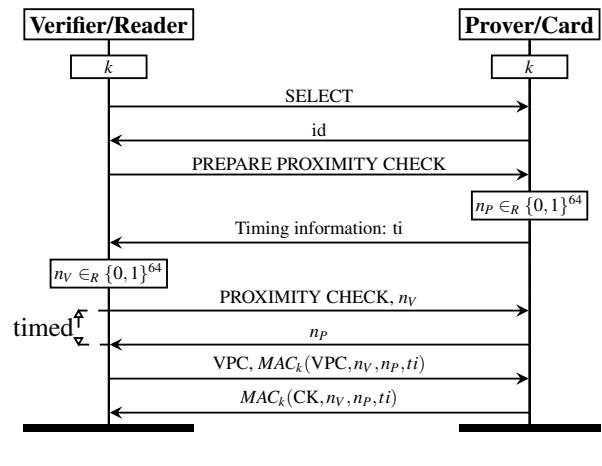 Verifier/Reader Prover/Card
k k
SELECT
id
PREPARE PROXIMITY CHECK
n_P ∈_R {0,1}^64
Timing information: ti
n_V ∈_R {0,1}^64
PROXIMITY CHECK, n_V
timed
n_P
VPC, MAC_k(VPC,n_V,n_P,ti)
MAC_k(CK,n_V,n_P,ti)